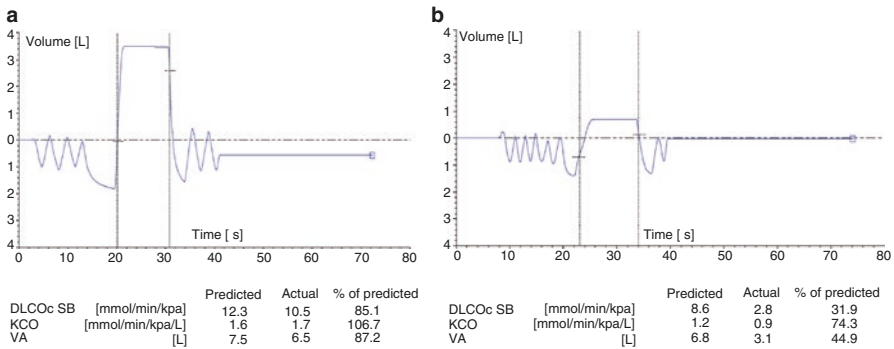 a
Volume [L]
4
3
2
1
0
1
2
3
4
Time [ s]
0 10 20 30 40 50 60 70 80
Predicted Actual % of predicted
DLCOc SB [mmol/min/kpa] 12.3 10.5 85.1
KCO [mmol/min/kpa/L] 1.6 1.7 106.7
VA [L] 7.5 6.5 87.2
b
Volume [L]
4
3
2
1
0
1
2
3
4
Time [ s]
0 10 20 30 40 50 60 70 80
Predicted Actual % of predicted
DLCOc SB [mmol/min/kpa] 8.6 2.8 31.9
KCO [mmol/min/kpa/L] 1.2 0.9 74.3
VA [L] 6.8 3.1 44.9